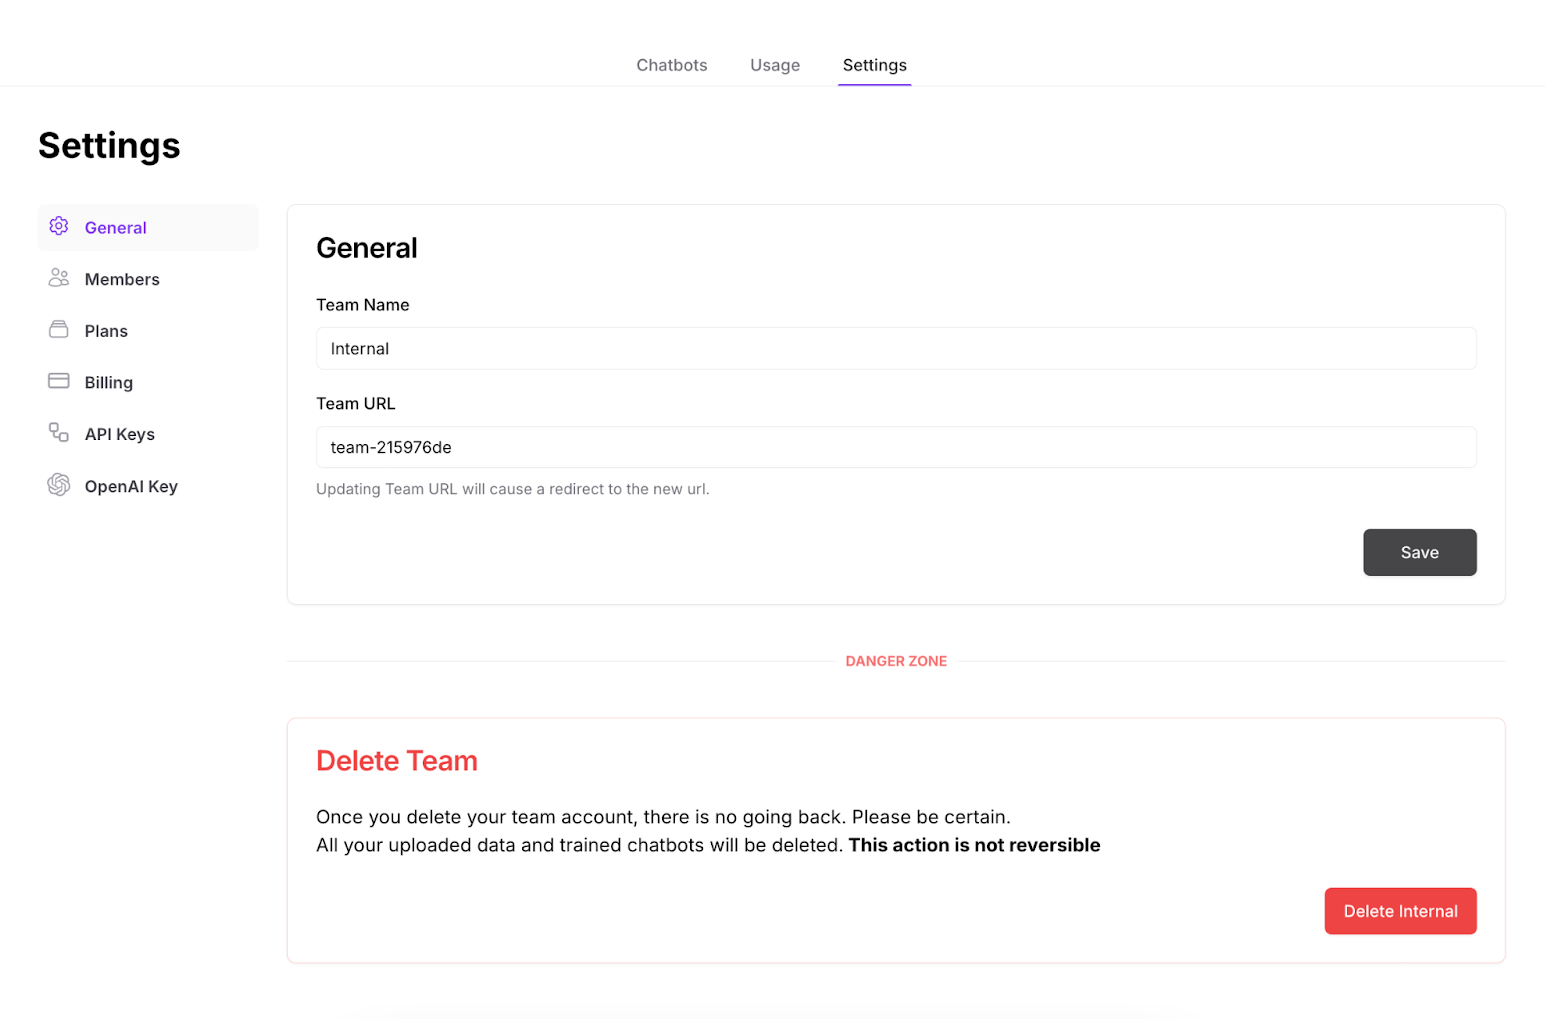 Chatbots Usage Settings
Settings
General
Members
Plans
Billing
API Keys
OpenAI Key
General
Team Name
Internal
Team URL
team-215976de
Updating Team URL will cause a redirect to the new url.
Save
DANGER ZONE
Delete Team
Once you delete your team account, there is no going back. Please be certain.
All your uploaded data and trained chatbots will be deleted. This action is not reversible
Delete Internal